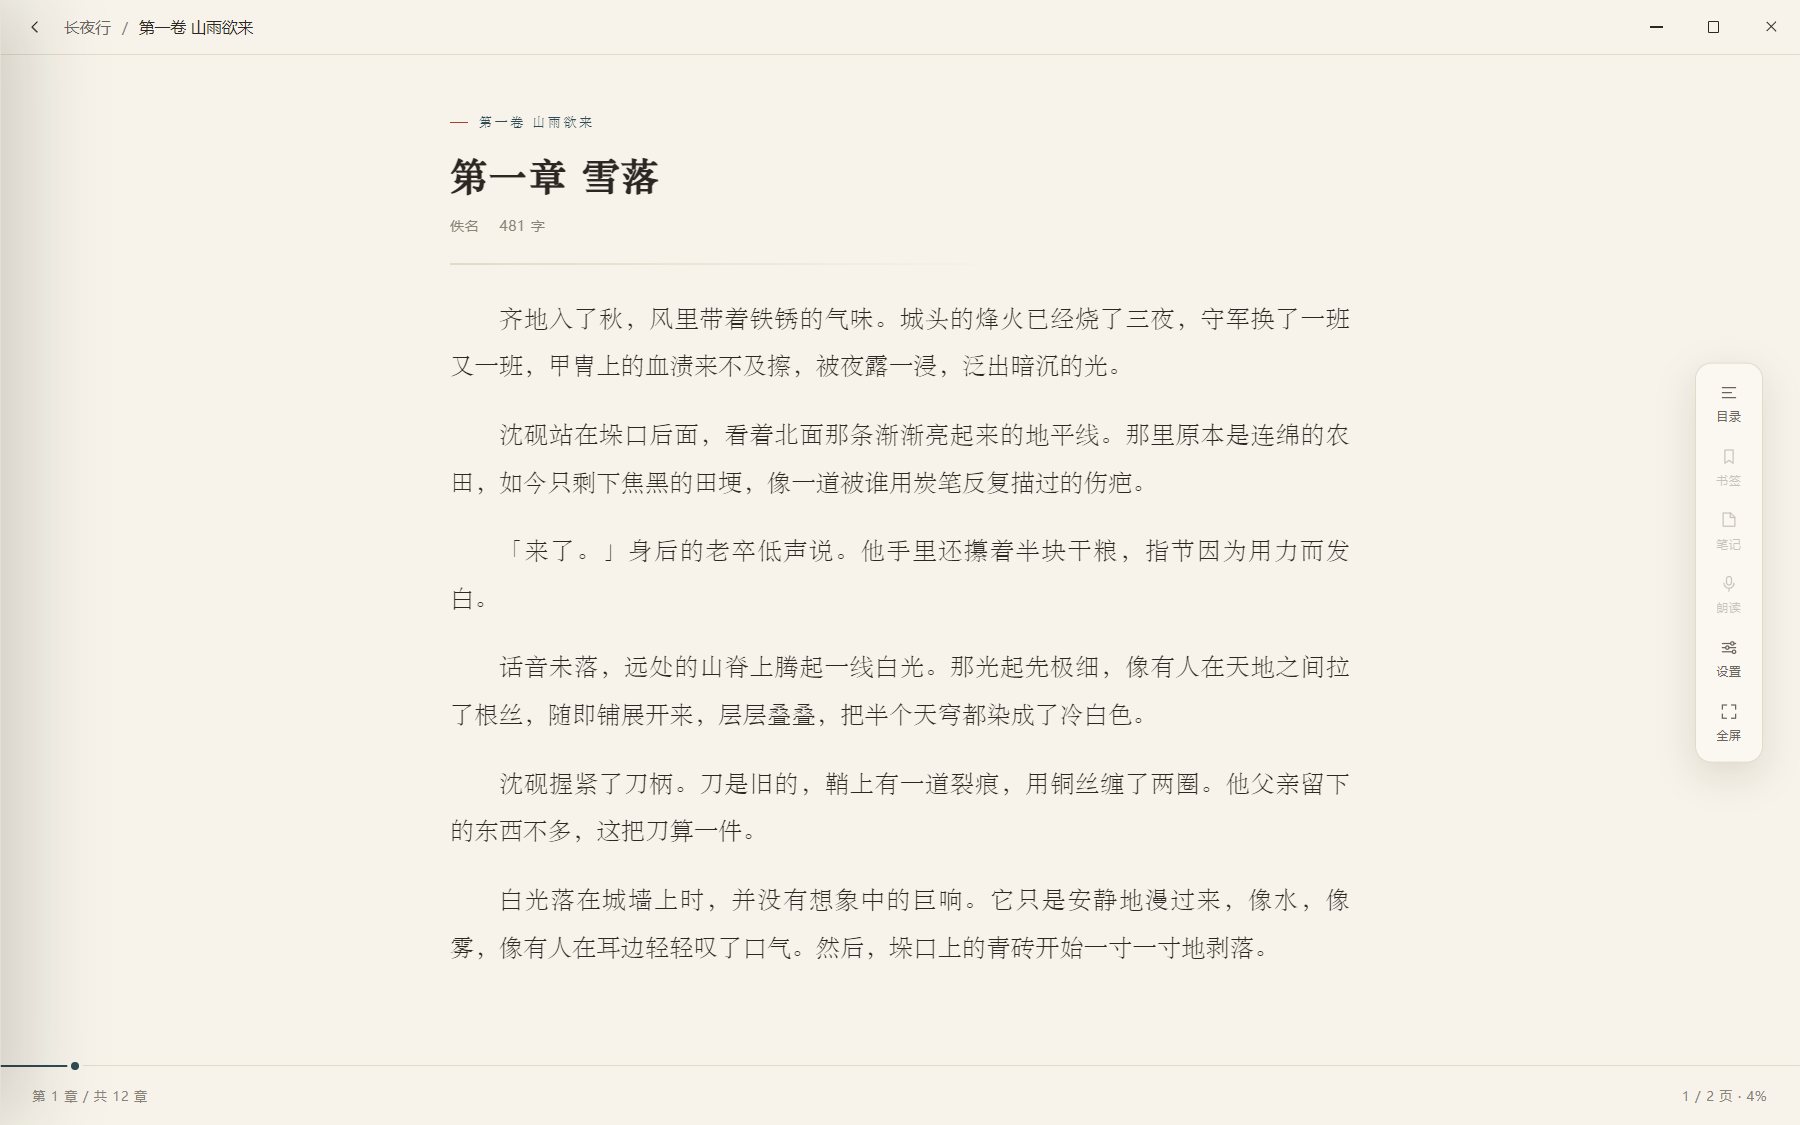 长夜行 / 第一卷 山雨欲来
第一卷 山雨欲来
第一章 雪落
佚名 481 字
齐地入了秋，风里带着铁锈的气味。城头的烽火已经烧了三夜，守军换了一班
又一班，甲胄上的血渍来不及擦，被夜露一浸，泛出暗沉的光。
沈砚站在垛口后面，看着北面那条渐渐亮起来的地平线。那里原本是连绵的农
田，如今只剩下焦黑的田埂，像一道被谁用炭笔反复描过的伤疤。
「来了。」身后的老卒低声说。他手里还攥着半块干粮，指节因为用力而发
白。
话音未落，远处的山脊上腾起一线白光。那光起先极细，像有人在天地之间拉
了根丝，随即铺展开来，层层叠叠，把半个天穹都染成了冷白色。
沈砚握紧了刀柄。刀是旧的，鞘上有一道裂痕，用铜丝缠了两圈。他父亲留下
的东西不多，这把刀算一件。
白光落在城墙上时，并没有想象中的巨响。它只是安静地漫过来，像水，像
雾，像有人在耳边轻轻叹了口气。然后，垛口上的青砖开始一寸一寸地剥落。
目录
书签
笔记
朗读
设置
全屏
第 1 章 / 共 12 章
1 / 2 页 · 4%